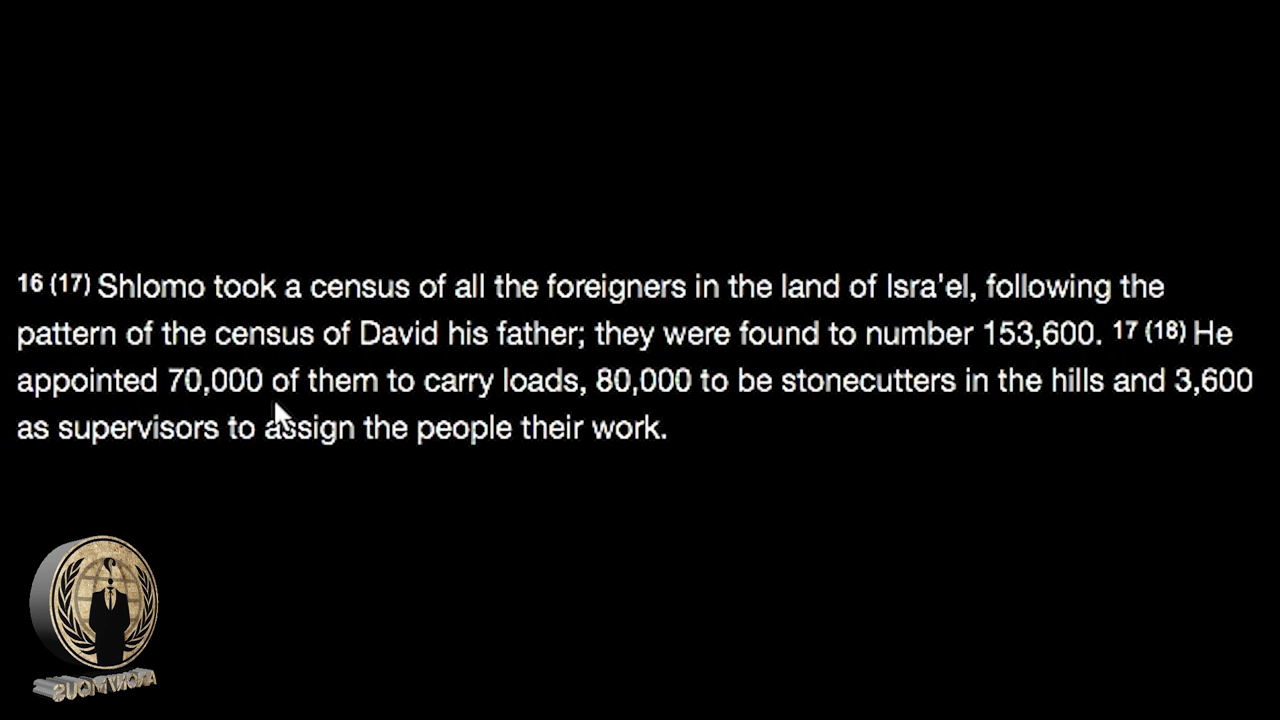 16 (17) Shlomo took a census of all the foreigners in the land of Isra'el, following the
pattern of the census of David his father; they were found to number 153,600. 17 (18) He
appointed 70,000 of them to carry loads, 80,000 to be stonecutters in the hills and 3,600
as supervisors to assign the people their work.
ANONYMOUS